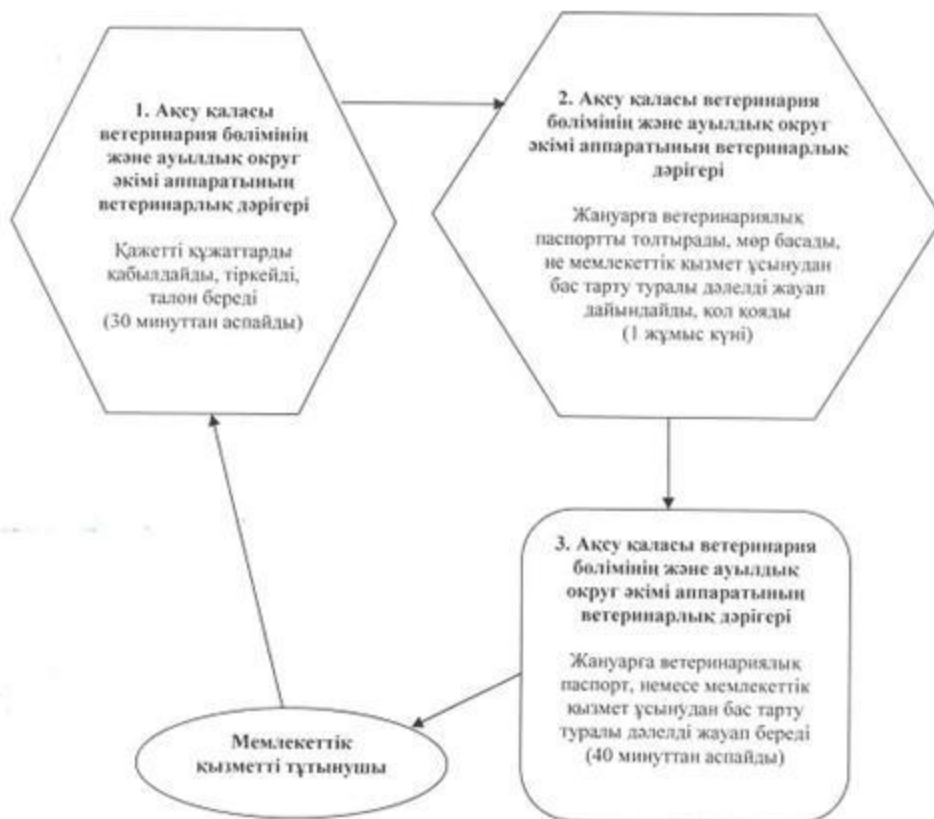 1. Ақсу қаласы
ветеринария бөлімінің
және ауылдық округ
әкімі аппаратының
ветеринарлық дәрігері
Қажетті құжаттарды
қабылдайды, тіркейді,
талон береді
(30 минуттан аспайды)
2. Ақсу қаласы ветеринария
бөлімінің және ауылдық округ
әкімі аппаратының ветеринарлық
дәрігері
Жануарға ветеринариялық
паспортты толтырады, мөр басады,
не мемлекеттік қызмет ұсынудан
бас тарту туралы дәлелді жауап
дайындайды, қол қояды
(1 жұмыс күні)
3. Ақсу қаласы ветеринария
бөлімінің және ауылдық
округ әкімі аппаратының
ветеринарлық дәрігері
Жануарға ветеринариялық
паспорт, немесе мемлекеттік
қызмет ұсынудан бас тарту
туралы дәлелді жауап береді
(40 минуттан аспайды)
Мемлекеттік
қызметті тұтынушы